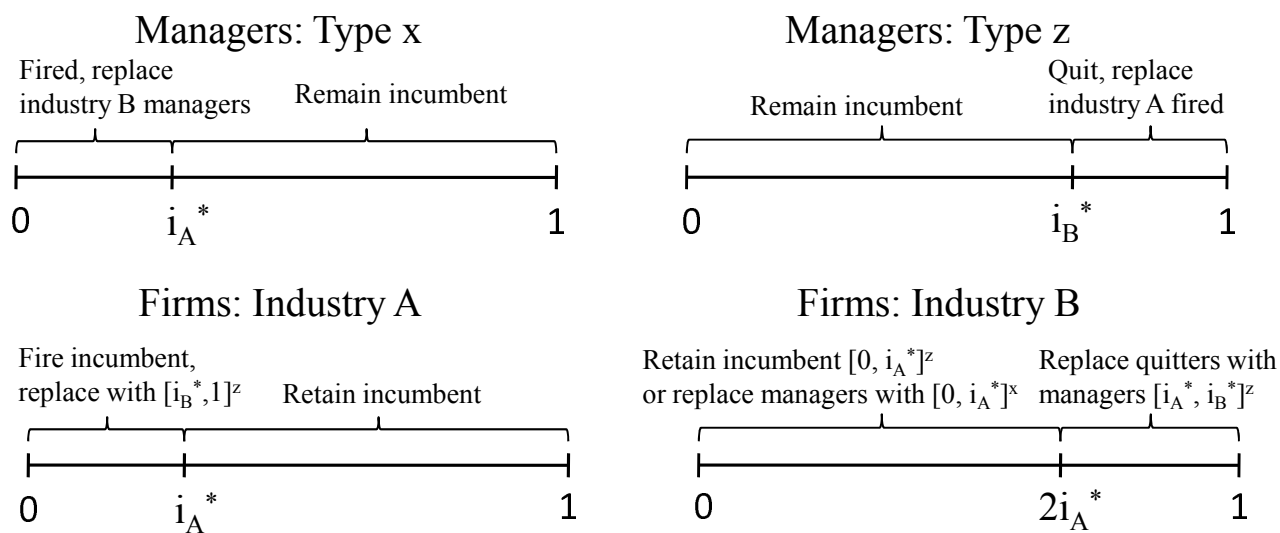 Managers: Type x
Fired, replace
industry B managers
Remain incumbent
0
i_A^*
1
Managers: Type z
Remain incumbent
Quit, replace
industry A fired
0
i_B^*
1
Firms: Industry A
Fire incumbent,
replace with [i_B^*,1]^z
Retain incumbent
0
i_A^*
1
Firms: Industry B
Retain incumbent [0, i_A^*]^z
or replace managers with [0, i_A^*]^x
Replace quitters with
managers [i_A^*, i_B^*]^z
0
2i_A^*
1